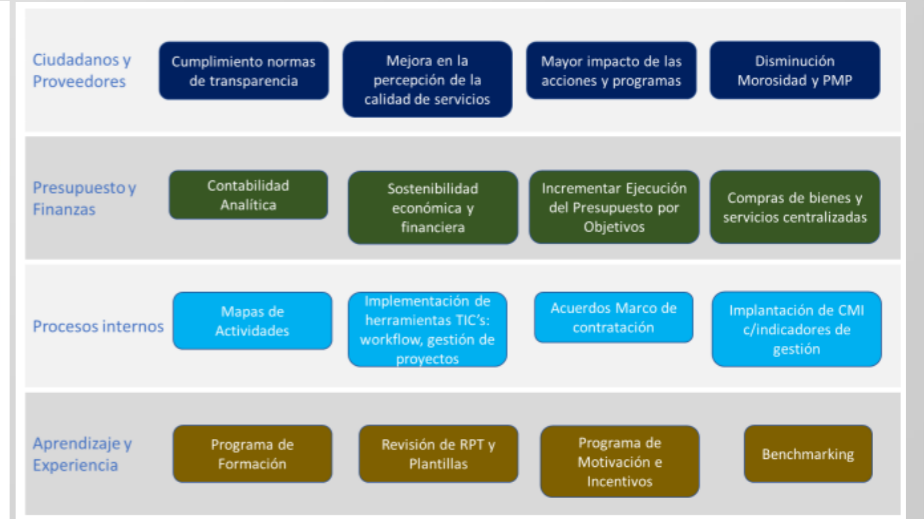 Ciudadanos y
Proveedores
Cumplimiento normas
de transparencia
Mejora en la
percepción de la
calidad de servicios
Mayor impacto de las
acciones y programas
Disminución
Morosidad y PMP
Presupuesto y
Finanzas
Contabilidad
Analítica
Sostenibilidad
económica y
financiera
Incrementar Ejecución
del Presupuesto por
Objetivos
Compras de bienes y
servicios centralizadas
Procesos internos
Mapas de
Actividades
Implementación de
herramientas TIC's:
workflow, gestión de
proyectos
Acuerdos Marco de
contratación
Implantación de CMI
c/indicadores de
gestión
Aprendizaje y
Experiencia
Programa de
Formación
Revisión de RPT y
Plantillas
Programa de
Motivación e
Incentivos
Benchmarking